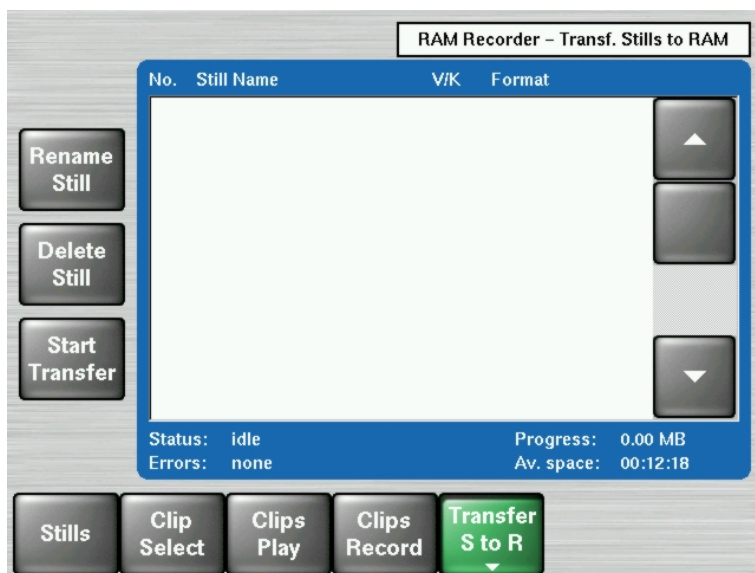 RAM Recorder – Transf. Stills to RAM
No. Still Name V/K Format
Rename
Still
Delete
Still
Start
Transfer
Status: idle Progress: 0.00 MB
Errors: none Av. space: 00:12:18
Stills
Clip
Select
Clips
Play
Clips
Record
Transfer
S to R